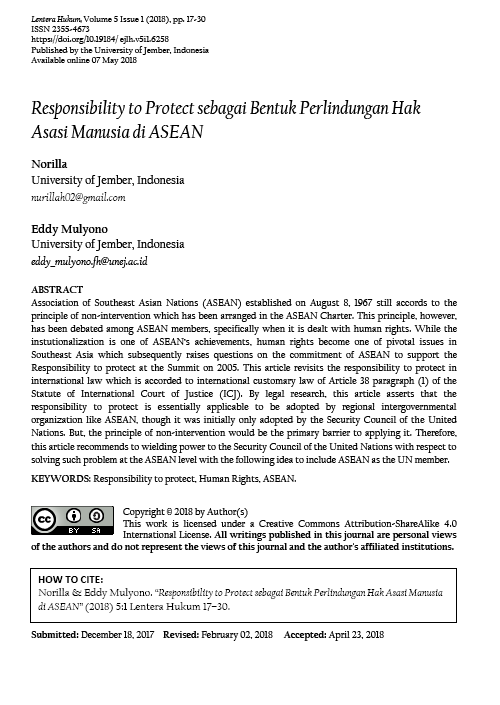 Lentera Hukum, Volume 5 Issue 1 (2018), pp. 17-30
ISSN 2355-4673
https://doi.org/10.19184/ejlh.v5i1.6258
Published by the University of Jember, Indonesia
Available online 07 May 2018
Responsibility to Protect sebagai Bentuk Perlindungan Hak
Asasi Manusia di ASEAN
Norilla
University of Jember, Indonesia
nurillah02@gmail.com
Eddy Mulyono
University of Jember, Indonesia
eddy_mulyono.fh@unej.ac.id
ABSTRACT
Association of Southeast Asian Nations (ASEAN) established on August 8, 1967 still accords to the
principle of non-intervention which has been arranged in the ASEAN Charter. This principle, however,
has been debated among ASEAN members, specifically when it is dealt with human rights. While the
instutionalization is one of ASEAN's achievements, human rights become one of pivotal issues in
Southeast Asia which subsequently raises questions on the commitment of ASEAN to support the
Responsibility to protect at the Summit on 2005. This article revisits the responsibility to protect in
international law which is accorded to international customary law of Article 38 paragraph (1) of the
Statute of International Court of Justice (ICJ). By legal research, this article asserts that the
responsibility to protect is essentially applicable to be adopted by regional intergovernmental
organization like ASEAN, though it was initially only adopted by the Security Council of the United
Nations. But, the principle of non-intervention would be the primary barrier to applying it. Therefore,
this article recommends to wielding power to the Security Council of the United Nations with respect to
solving such problem at the ASEAN level with the following idea to include ASEAN as the UN member.
KEYWORDS: Responsibility to protect, Human Rights, ASEAN.
cc BY SA
Copyright © 2018 by Author(s)
This work is licensed under a Creative Commons Attribution-ShareAlike 4.0
International License. All writings published in this journal are personal views
of the authors and do not represent the views of this journal and the author's affiliated institutions.
HOW TO CITE:
Norilla & Eddy Mulyono. "Responsibility to Protect sebagai Bentuk Perlindungan Hak Asasi Manusia
di ASEAN" (2018) 5:1 Lentera Hukum 17-30.
Submitted: December 18, 2017 Revised: February 02, 2018 Accepted: April 23, 2018